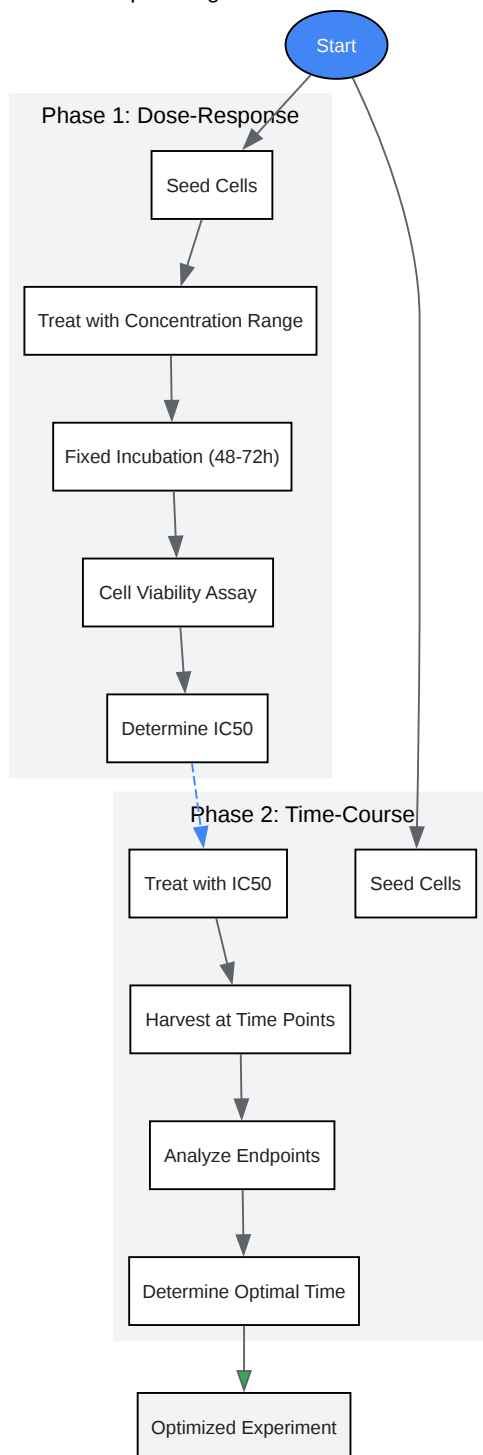 Start
Phase 1: Dose-Response
Seed Cells
Treat with Concentration Range
Fixed Incubation (48-72h)
Cell Viability Assay
Determine IC50
Phase 2: Time-Course
Treat with IC50
Seed Cells
Harvest at Time Points
Analyze Endpoints
Determine Optimal Time
Optimized Experiment